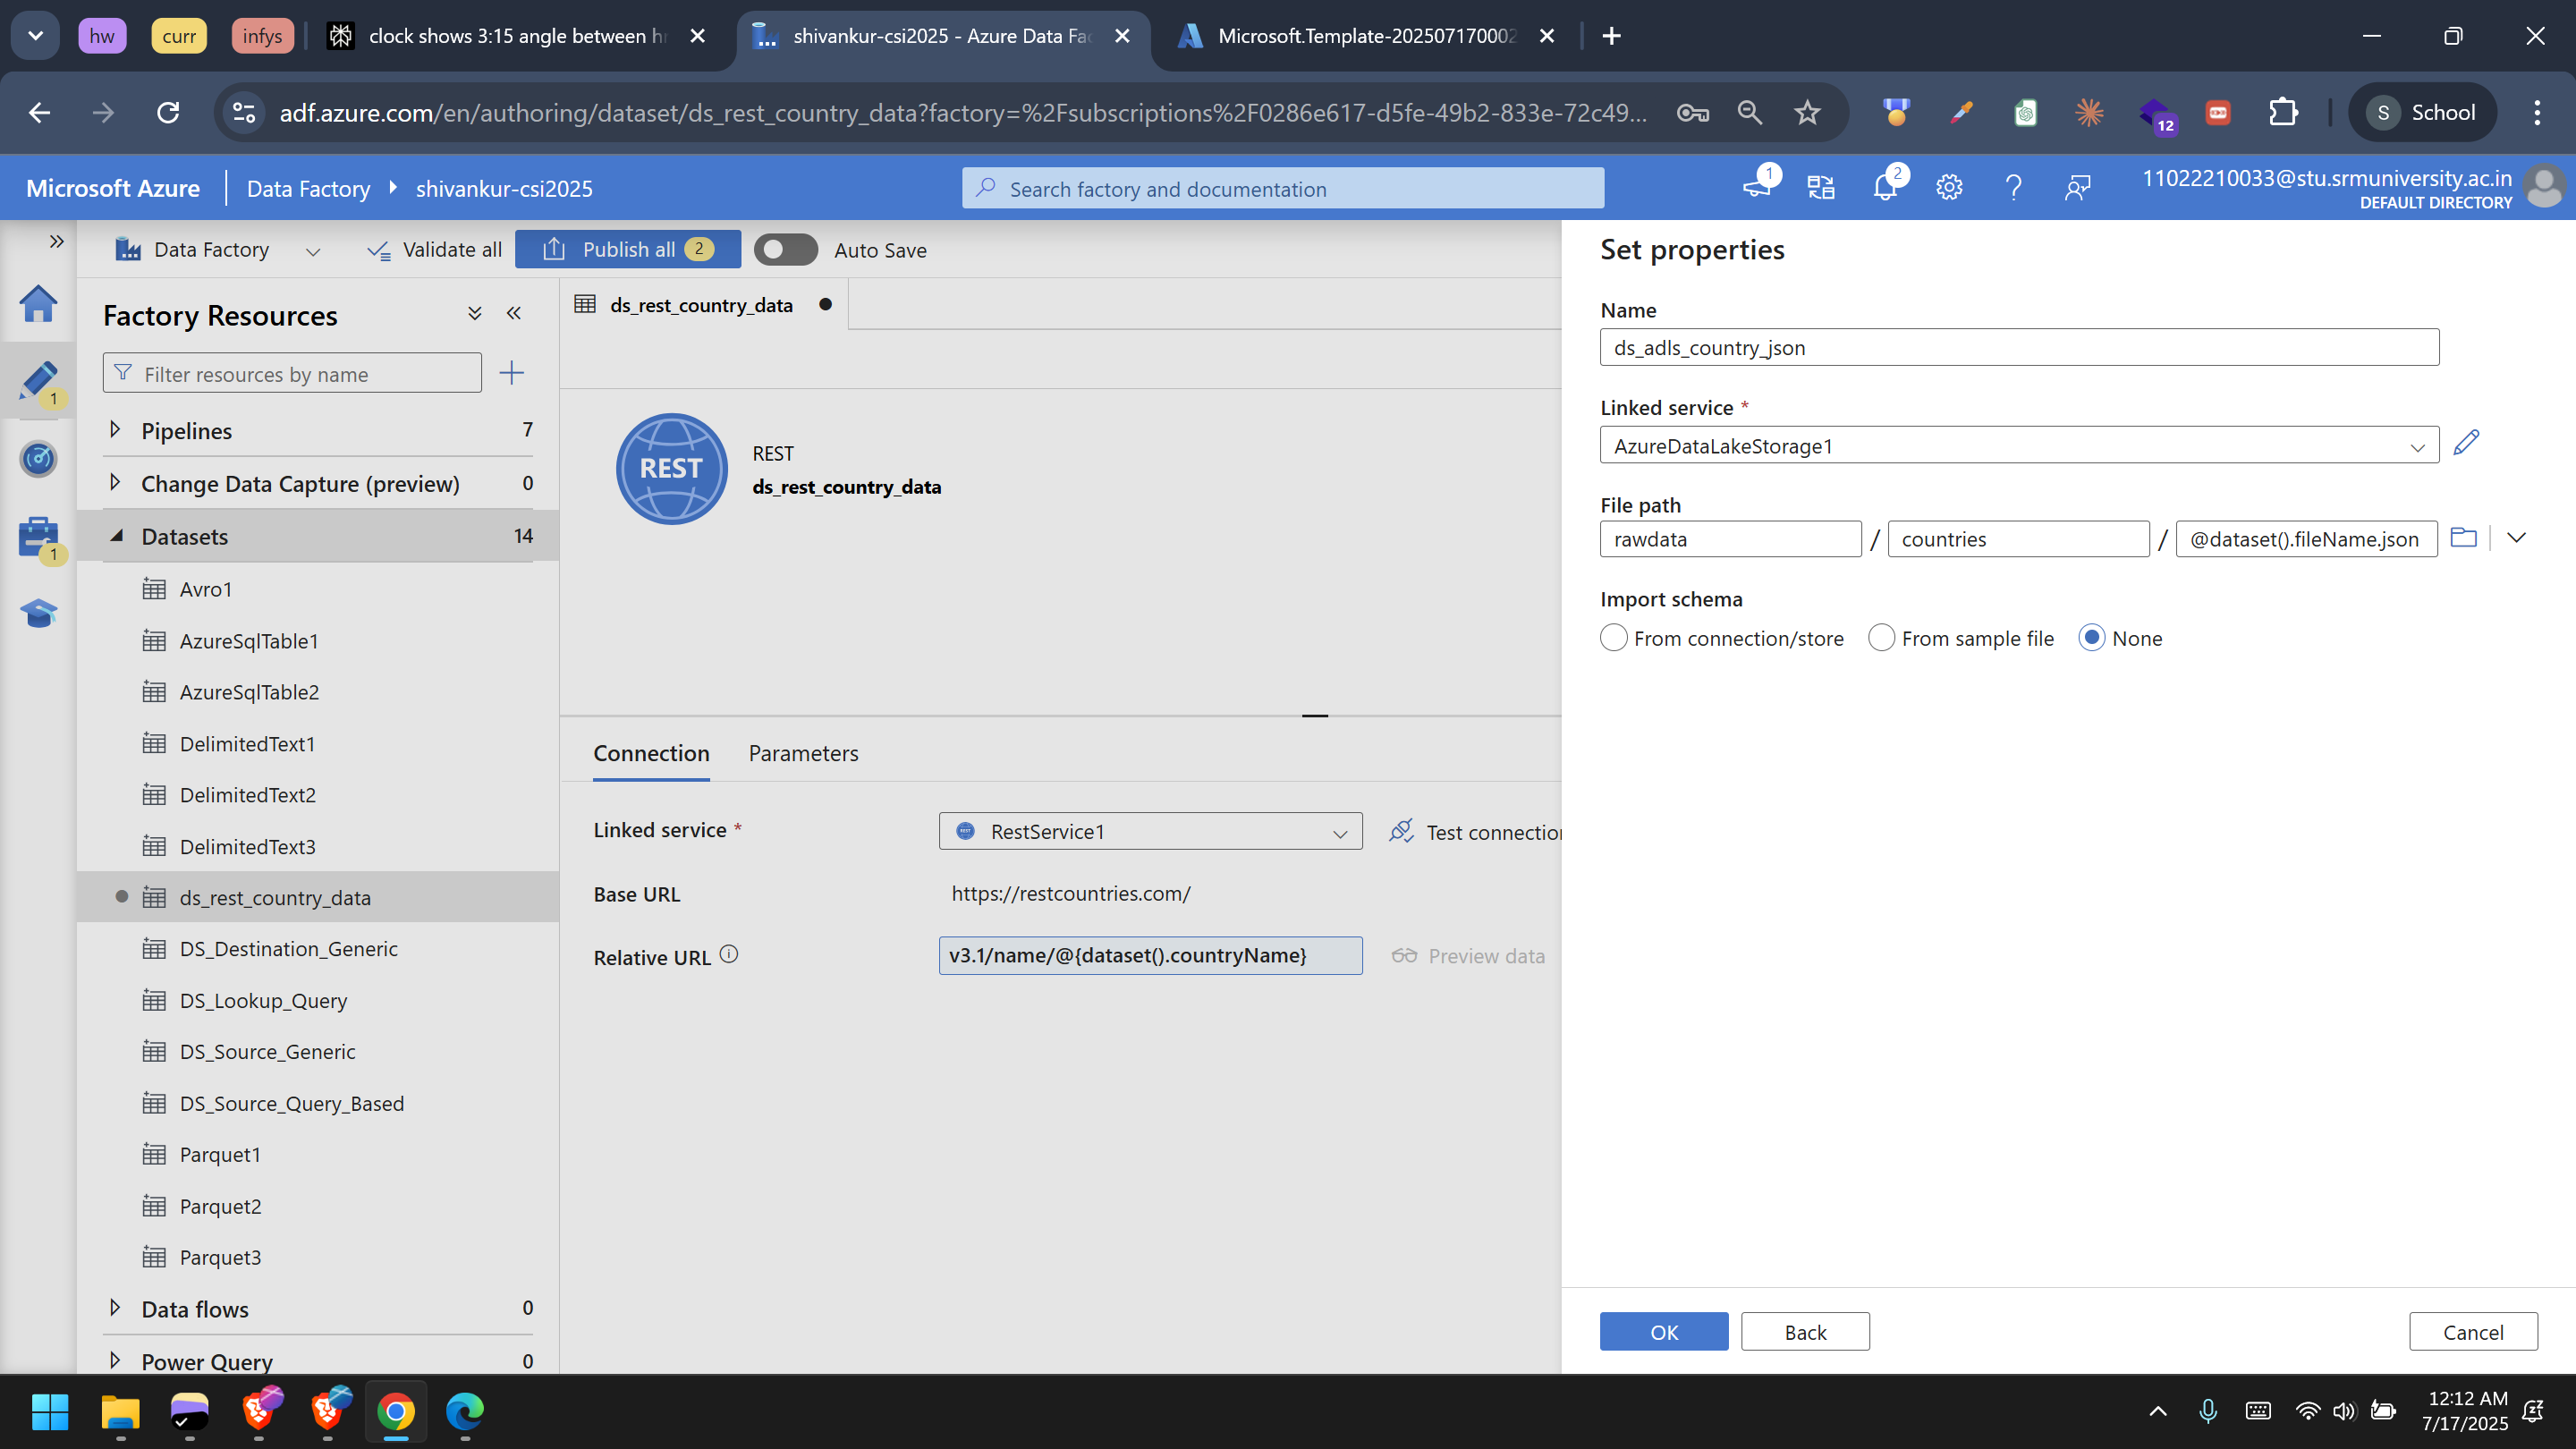 hw
curr
infys
clock shows 3:15 angle between hr
shivankur-csi2025 - Azure Data Fac
Microsoft.Template-202507170002
adf.azure.com/en/authoring/dataset/ds_rest_country_data?factory=%2Fsubscriptions%2F0286e617-d5fe-49b2-833e-72c49...
12
S
School
Microsoft Azure
Data Factory
shivankur-csi2025
Search factory and documentation
1
2
11022210033@stu.srmuniversity.ac.in
DEFAULT DIRECTORY
Data Factory
Validate all
Publish all
2
Auto Save
Factory Resources
Filter resources by name
1
1
Pipelines
7
Change Data Capture (preview)
0
Datasets
14
Avro1
AzureSqlTable1
AzureSqlTable2
DelimitedText1
DelimitedText2
DelimitedText3
ds_rest_country_data
DS_Destination_Generic
DS_Lookup_Query
DS_Source_Generic
DS_Source_Query_Based
Parquet1
Parquet2
Parquet3
Data flows
0
Power Query
0
ds_rest_country_data
REST
REST
ds_rest_country_data
Connection
Parameters
Linked service *
RestService1
Test connection
Base URL
https://restcountries.com/
Relative URL
v3.1/name/@{dataset().countryName}
Preview data
Set properties
Name
ds_adls_country_json
Linked service *
AzureDataLakeStorage1
File path
rawdata / countries / @dataset().fileName.json
Import schema
From connection/store
From sample file
None
OK
Back
Cancel
12:12 AM
7/17/2025